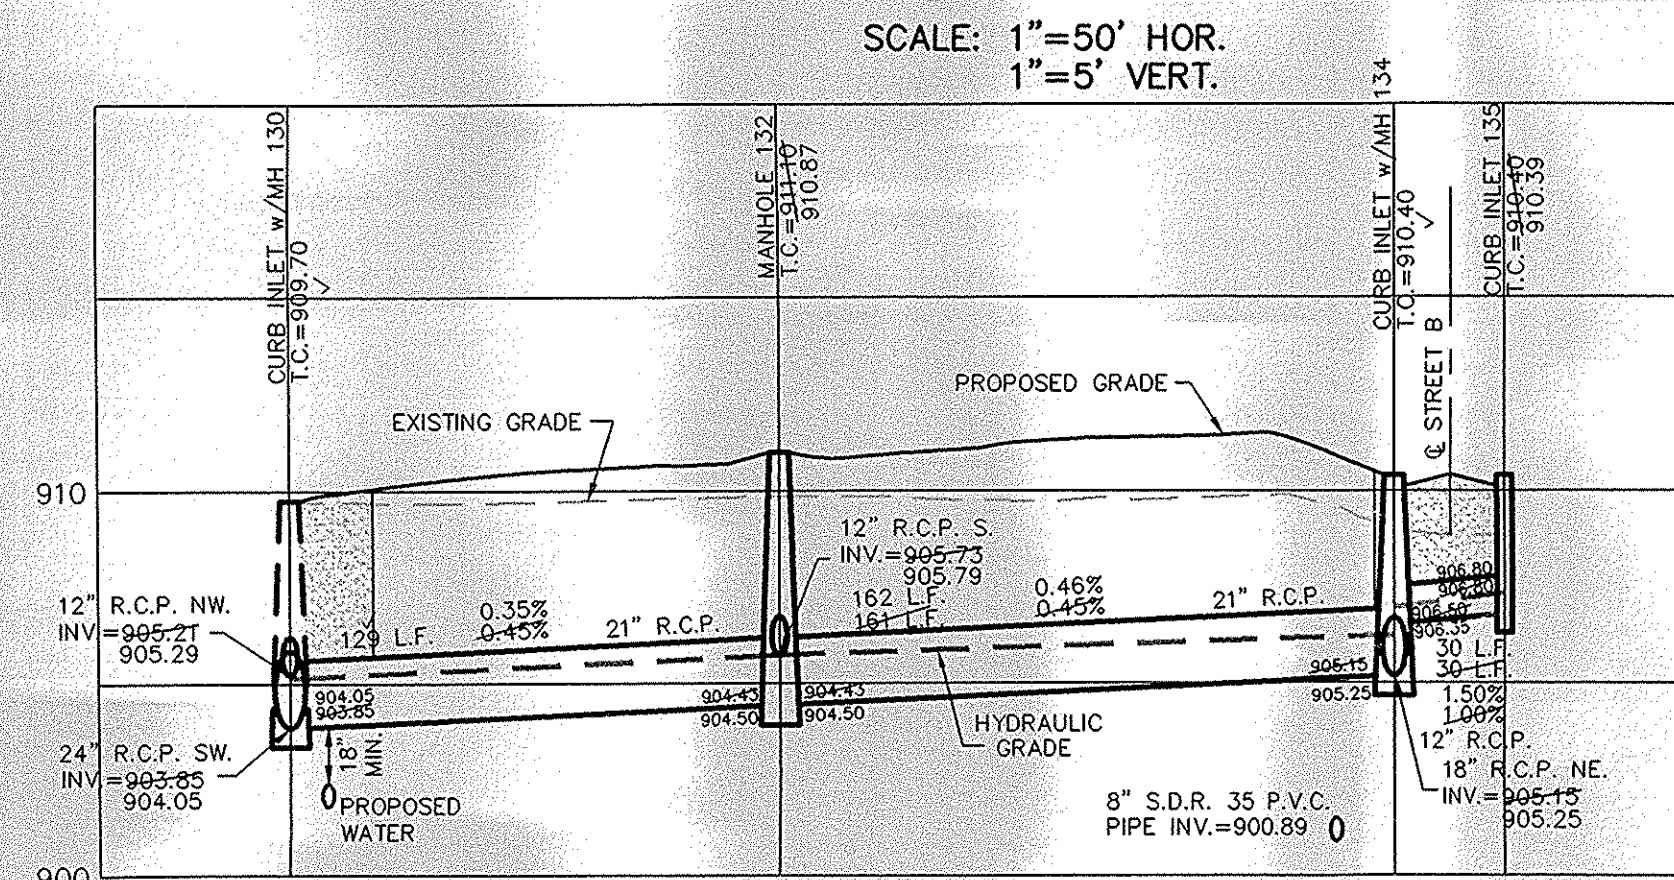 SCALE: 1"=50' HOR.
1"=5' VERT.
CURB INLET w/MH 130
T.C.=909.70
MANHOLE 132
T.C.=911.10
910.87
CURB INLET w/MH 134
T.C.=910.40
℄ STREET B
CURB INLET 135
T.C.=910.40
910.39
PROPOSED GRADE
EXISTING GRADE
910
12" R.C.P. S.
INV.=905.73
905.79
12" R.C.P. NW.
INV.=905.21
905.29
129 L.F.
0.35%
0.45%
21" R.C.P.
162 L.F.
161 L.F.
0.46%
0.45%
21" R.C.P.
906.80
906.80
906.50
906.35
30 L.F.
30 L.F.
1.50%
1.00%
12" R.C.P.
904.05
903.85
904.43
904.50
904.43
904.50
905.15
905.25
24" R.C.P. SW.
INV.=903.85
904.05
18"
MIN.
PROPOSED
WATER
HYDRAULIC
GRADE
8" S.D.R. 35 P.V.C.
PIPE INV.=900.89
18" R.C.P. NE.
INV.=905.15
905.25
900